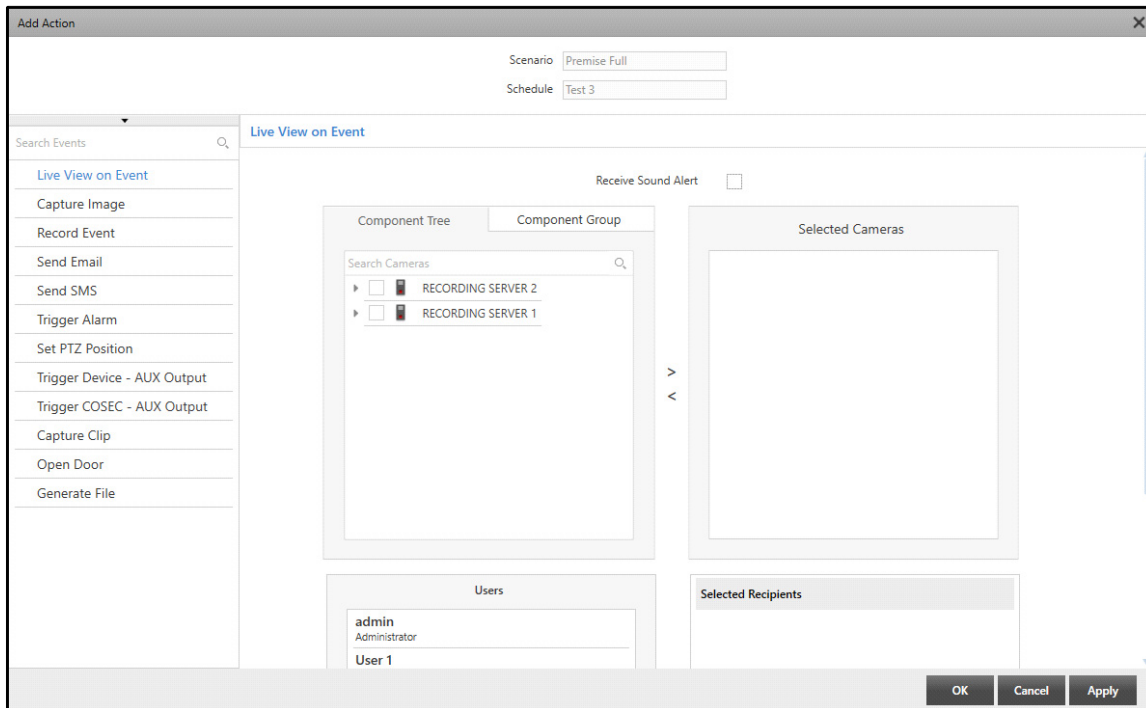 Add Action
Scenario Premise Full
Schedule Test 3
Search Events
Live View on Event
Capture Image
Record Event
Send Email
Send SMS
Trigger Alarm
Set PTZ Position
Trigger Device - AUX Output
Trigger COSEC - AUX Output
Capture Clip
Open Door
Generate File
Live View on Event
Receive Sound Alert
Component Tree Component Group
Search Cameras
RECORDING SERVER 2
RECORDING SERVER 1
>
<
Selected Cameras
Users
admin
Administrator
User 1
Selected Recipients
OK Cancel Apply